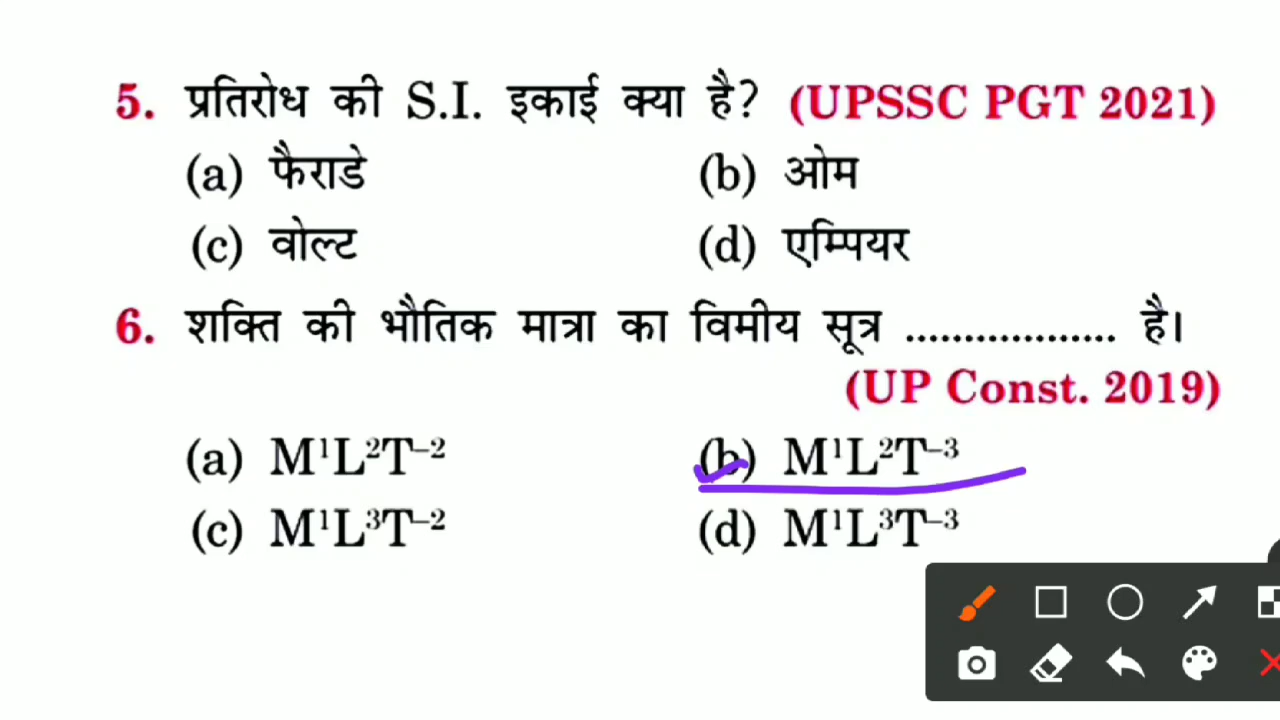 5. प्रतिरोध की S.I. इकाई क्या है? (UPSSC PGT 2021)
(a) फैराडे (b) ओम
(c) वोल्ट (d) एम्पियर
6. शक्ति की भौतिक मात्रा का विमीय सूत्र ................... है।
(UP Const. 2019)
(a) M¹L²T⁻² (b) M¹L²T⁻³
(c) M¹L³T⁻² (d) M¹L³T⁻³